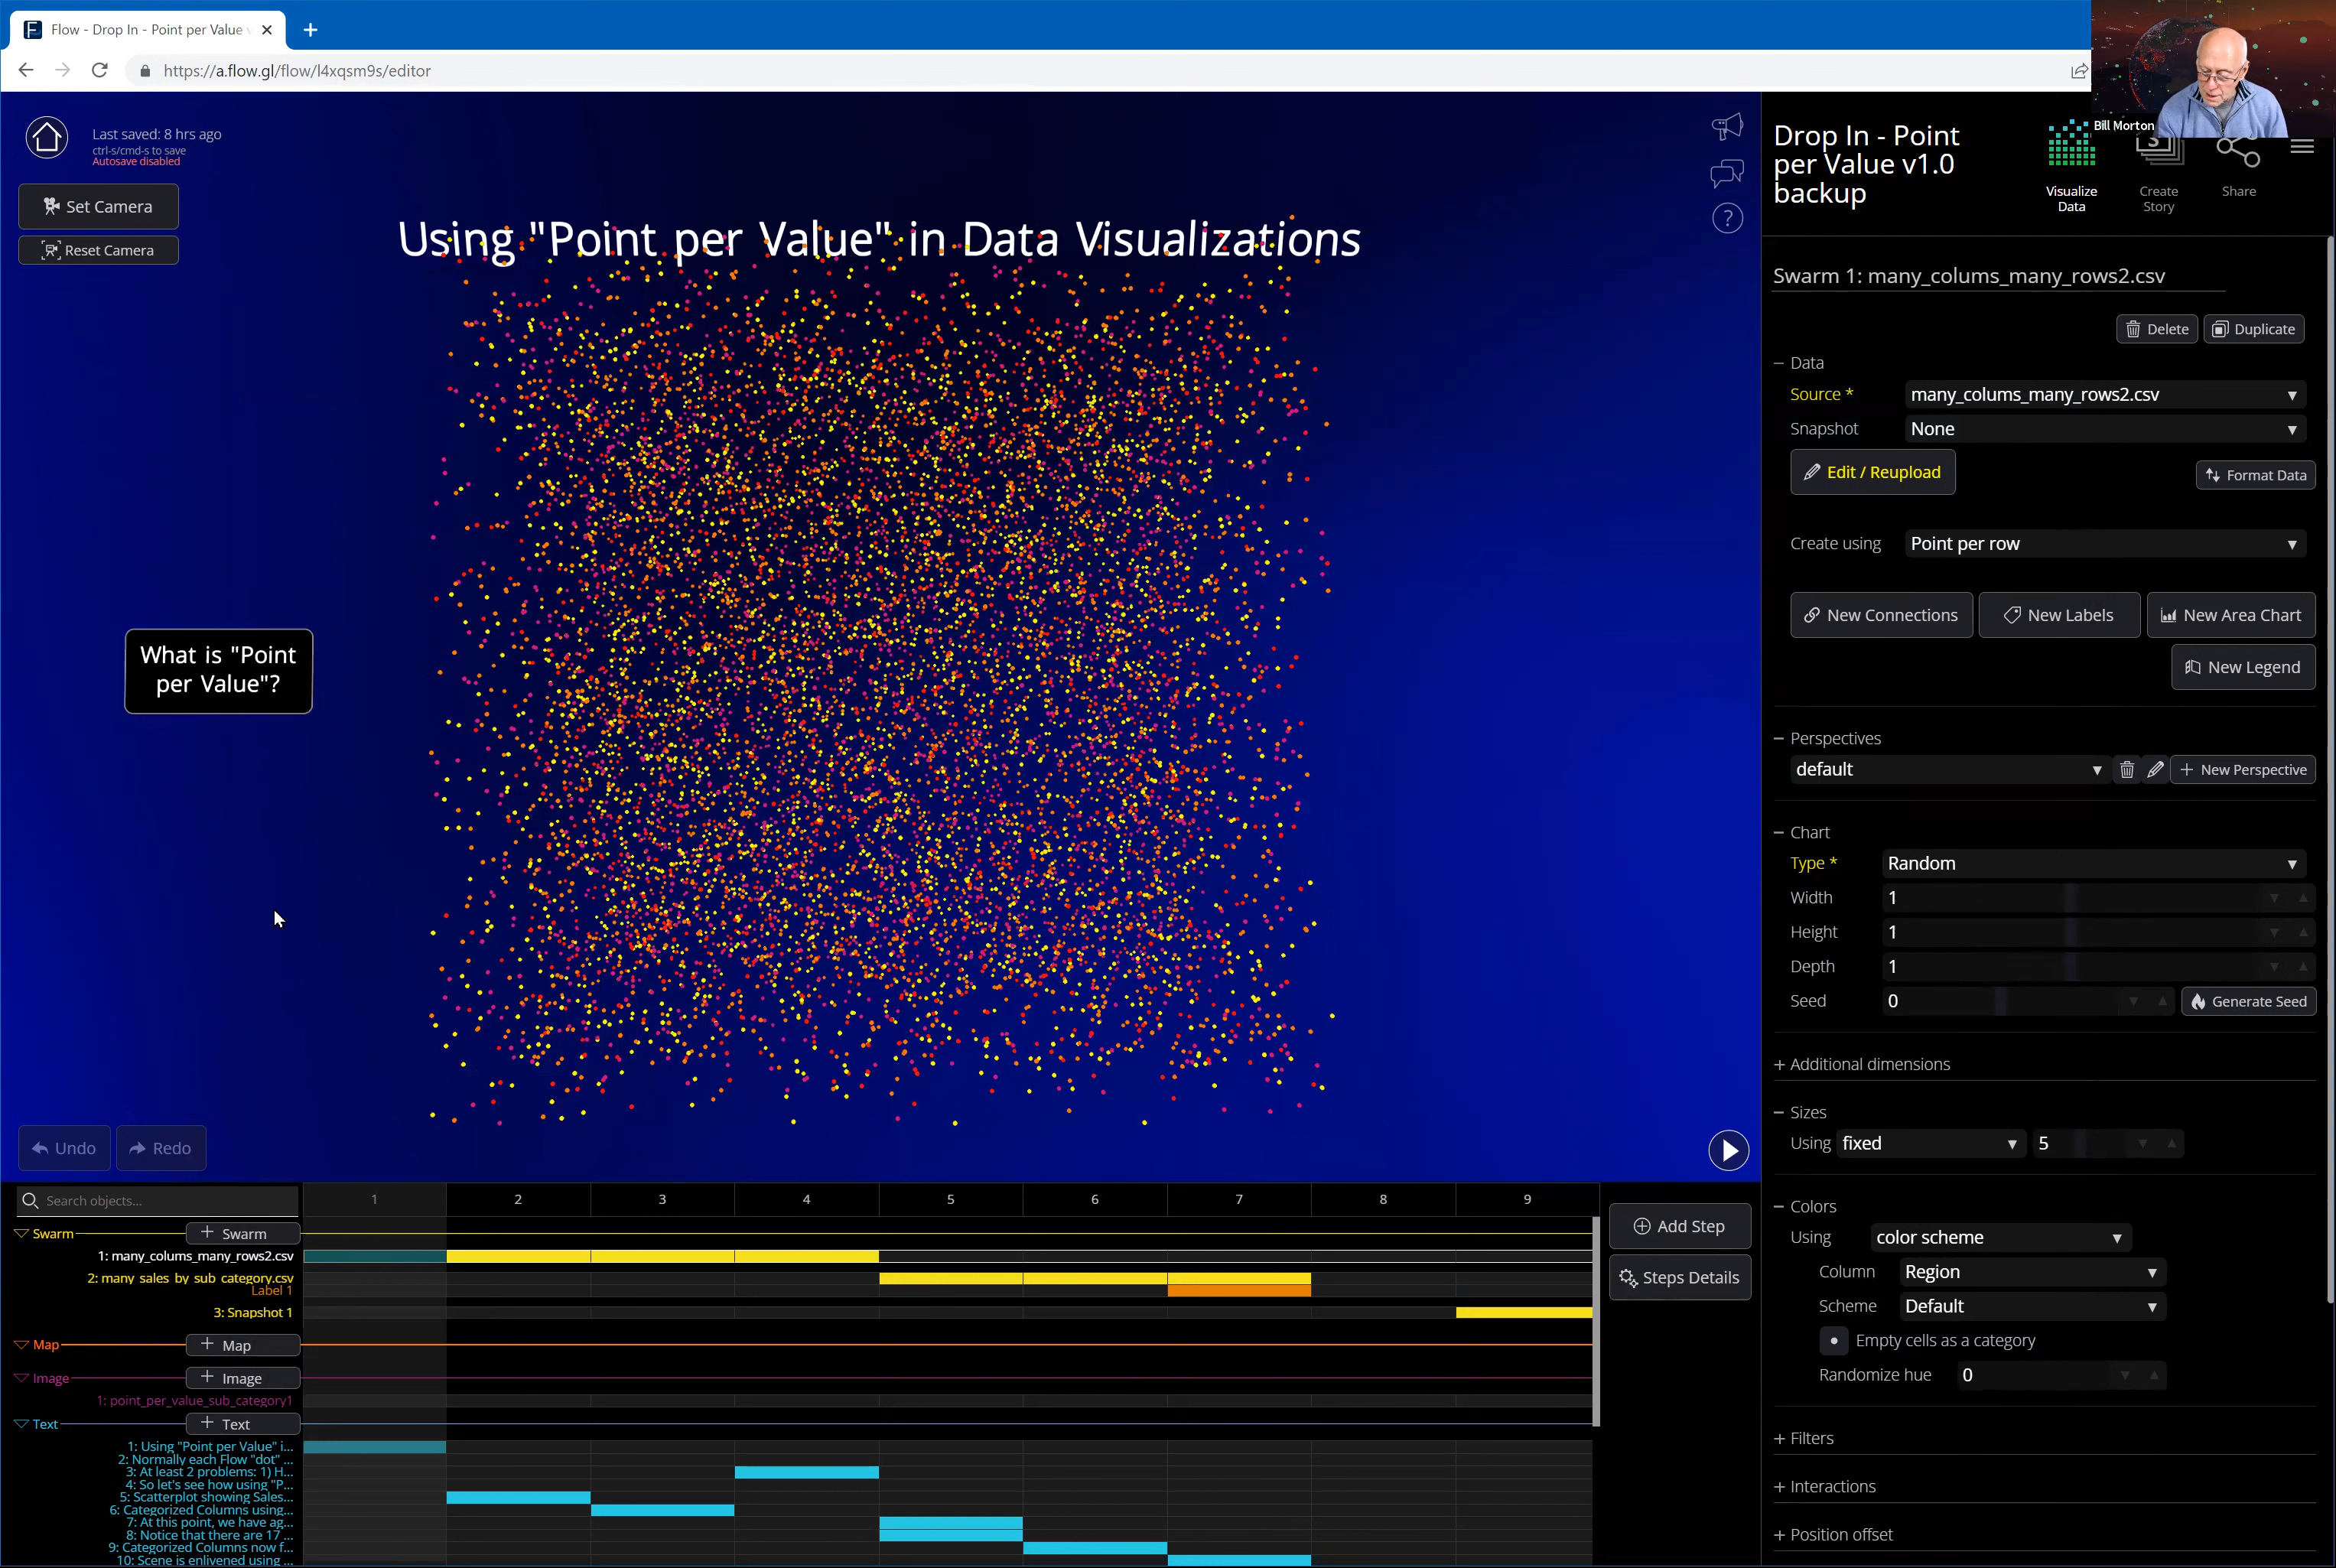 Flow - Drop In - Point per Value
https://a.flow.gl/flow/l4xqsm9s/editor
Bill Morton
Last saved: 8 hrs ago
ctrl-s/cmd-s to save
Autosave disabled
Set Camera
Reset Camera
Using "Point per Value" in Data Visualizations
What is "Point
per Value"?
Undo
Redo
Drop In - Point
per Value v1.0
backup
Visualize
Data
Create
Story
Share
Swarm 1: many_colums_many_rows2.csv
Delete
Duplicate
Data
Source *
many_colums_many_rows2.csv
Snapshot
None
Edit / Reupload
Format Data
Create using
Point per row
New Connections
New Labels
New Area Chart
New Legend
Perspectives
default
+ New Perspective
Chart
Type *
Random
Width
1
Height
1
Depth
1
Seed
0
Generate Seed
+ Additional dimensions
Sizes
Using
fixed
5
Colors
Using
color scheme
Column
Region
Scheme
Default
Empty cells as a category
Randomize hue
0
+ Filters
+ Interactions
+ Position offset
Search objects...
1
2
3
4
5
6
7
8
9
Add Step
Steps Details
Swarm
+ Swarm
1: many_colums_many_rows2.csv
2: many sales by sub category.csv
Label 1
3: Snapshot 1
Map
+ Map
Image
+ Image
1: point_per_value_sub_category1
Text
+ Text
1: Using "Point per Value" i...
2: Normally each Flow "dot" ...
3: At least 2 problems: 1) H...
4: So let's see how using "P...
5: Scatterplot showing Sales...
6: Categorized Columns using...
7: At this point, we have ag...
8: Notice that there are 17 ...
9: Categorized Columns now f...
10: Scene is enlivened using ...